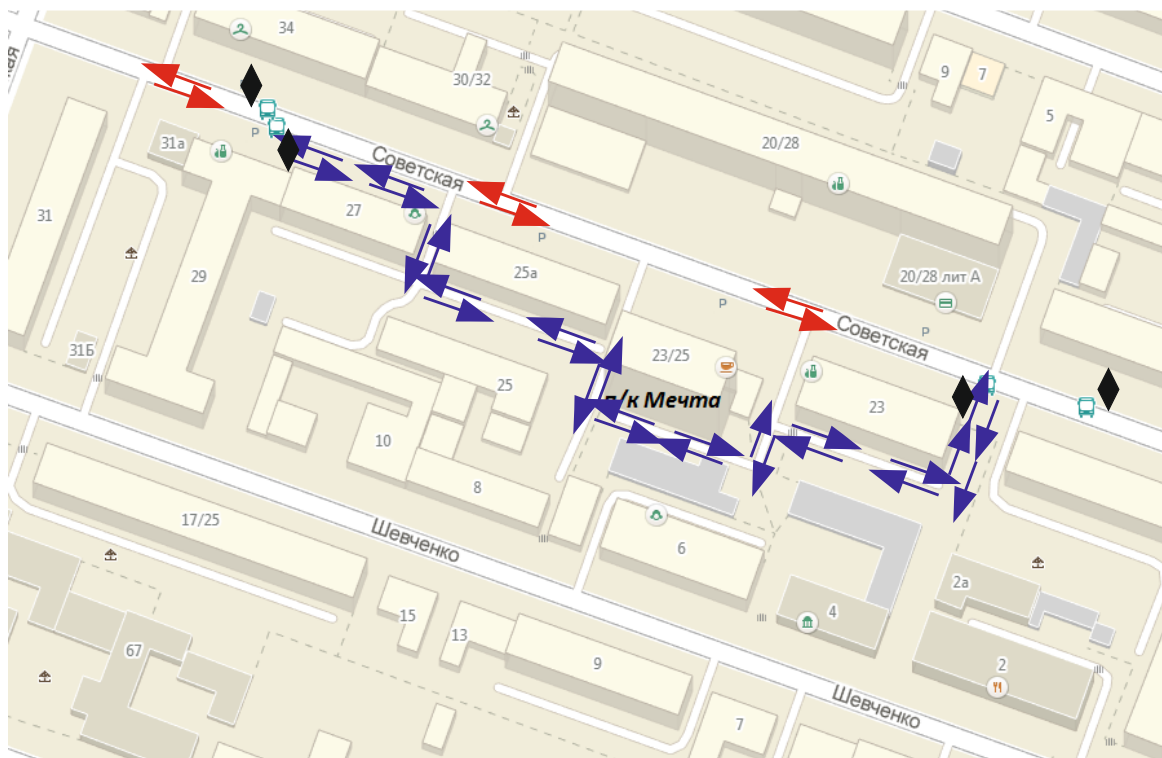 34
30/32
9
7
5
кая
31а
20/28
Советская
27
31
25а
29
20/28 лит А
P
P
P
P
Советская
31Б
23/25
25
п/к Мечта
23
10
8
17/25
Шевченко
6
2а
4
15
13
67
9
2
Шевченко
7